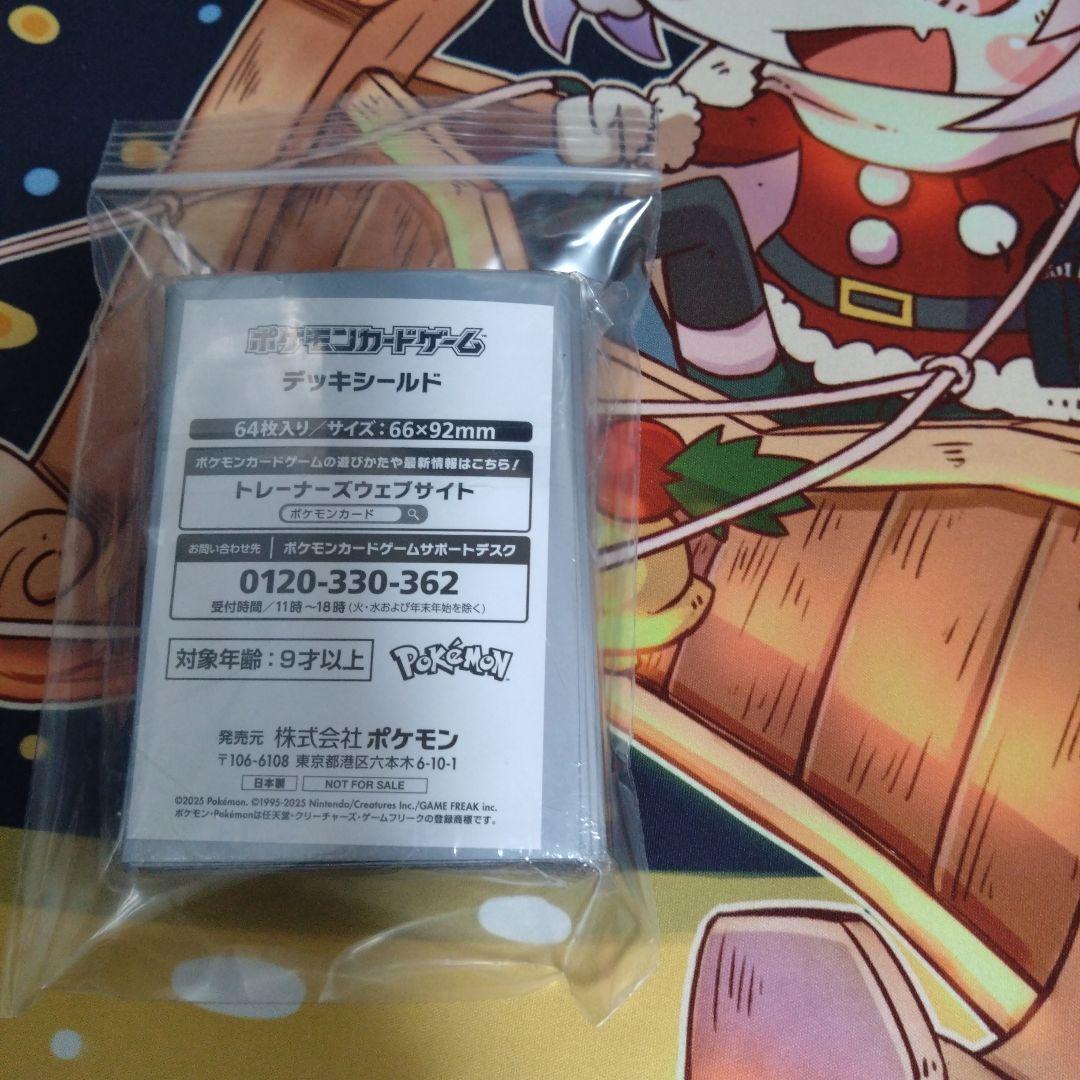 ポケモンカードゲーム
デッキシールド
64枚入り/サイズ:66×92mm
ポケモンカードゲームの遊びかたや最新情報はこちら!
トレーナーズウェブサイト
ポケモンカード
お問い合わせ先 ポケモンカードゲームサポートデスク
0120-330-362
受付時間/11時~18時(火・水および年末年始を除く)
対象年齢:9才以上 POKéMON
発売元 株式会社 ポケモン
〒106-6108 東京都港区六本木6-10-1
日本製 NOT FOR SALE
©2025 Pokémon. ©1995-2025 Nintendo/Creatures Inc./GAME FREAK inc.
ポケモン・Pokémonは任天堂・クリーチャーズ・ゲームフリークの登録商標です。